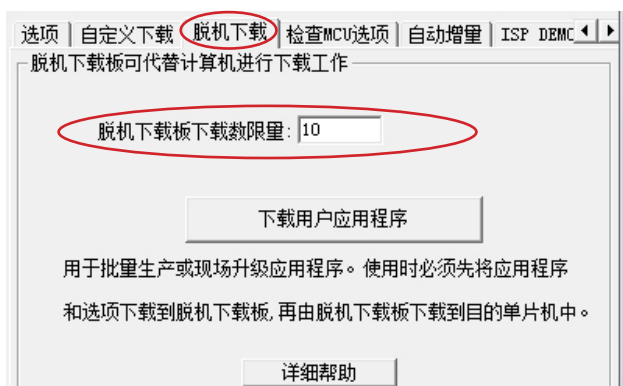 选项 自定义下载 脱机下载 检查MCU选项 自动增量 ISP DEMO
脱机下载板可代替计算机进行下载工作
脱机下载板下载数限量: 10
下载用户应用程序
用于批量生产或现场升级应用程序。使用时必须先将应用程序
和选项下载到脱机下载板,再由脱机下载板下载到目的单片机中。
详细帮助